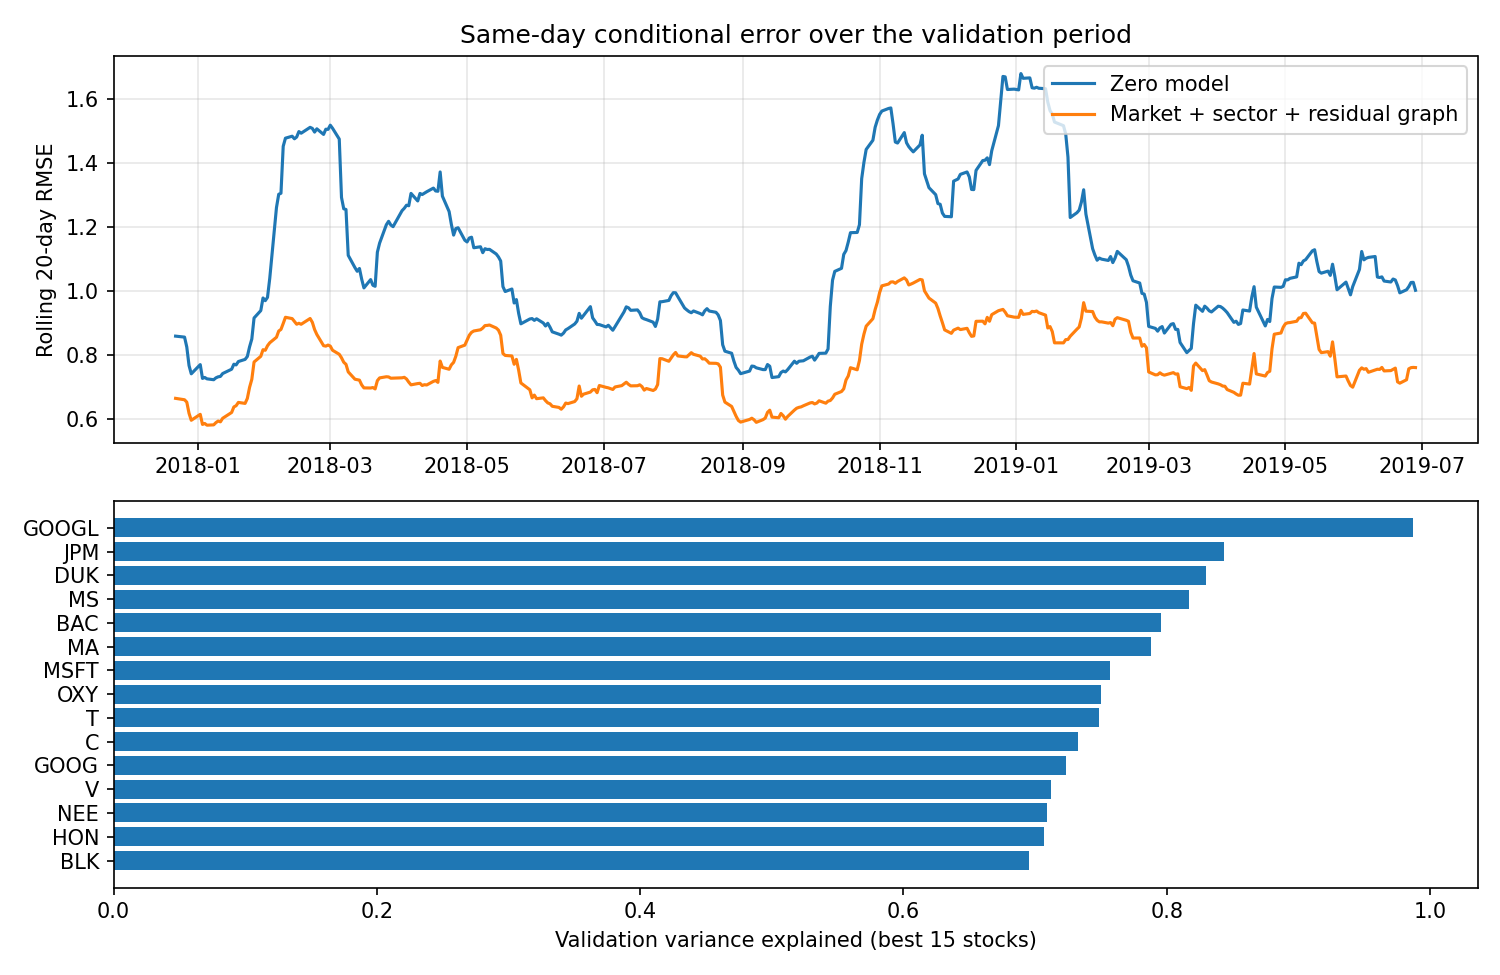 Same-day conditional error over the validation period
Rolling 20-day RMSE
1.6
1.4
1.2
1.0
0.8
0.6
Zero model
Market + sector + residual graph
2018-01 2018-03 2018-05 2018-07 2018-09 2018-11 2019-01 2019-03 2019-05 2019-07
GOOGL
JPM
DUK
MS
BAC
MA
MSFT
OXY
T
C
GOOG
V
NEE
HON
BLK
0.0 0.2 0.4 0.6 0.8 1.0
Validation variance explained (best 15 stocks)